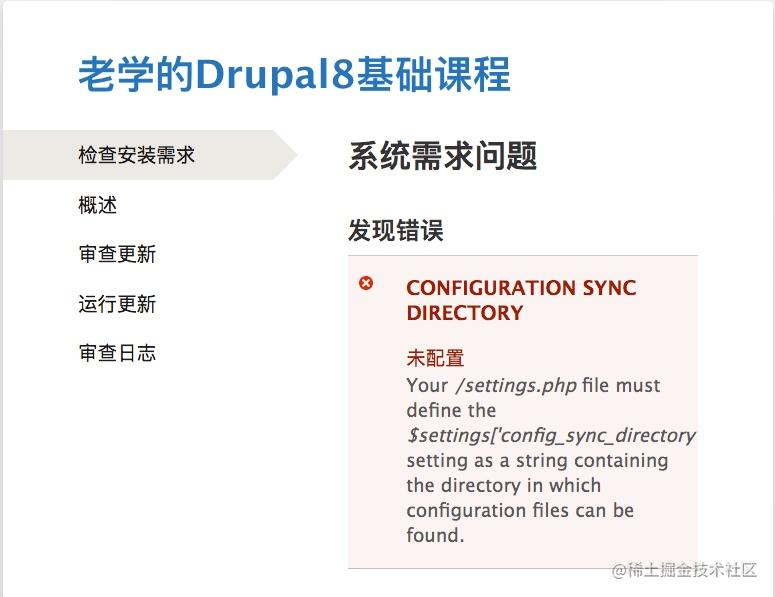 老学的Drupal8基础课程
检查安装需求
概述
审查更新
运行更新
审查日志
系统需求问题
发现错误
CONFIGURATION SYNC
DIRECTORY
未配置
Your /settings.php file must
define the
$settings['config_sync_directory
setting as a string containing
the directory in which
configuration files can be
found.
@稀土掘金技术社区